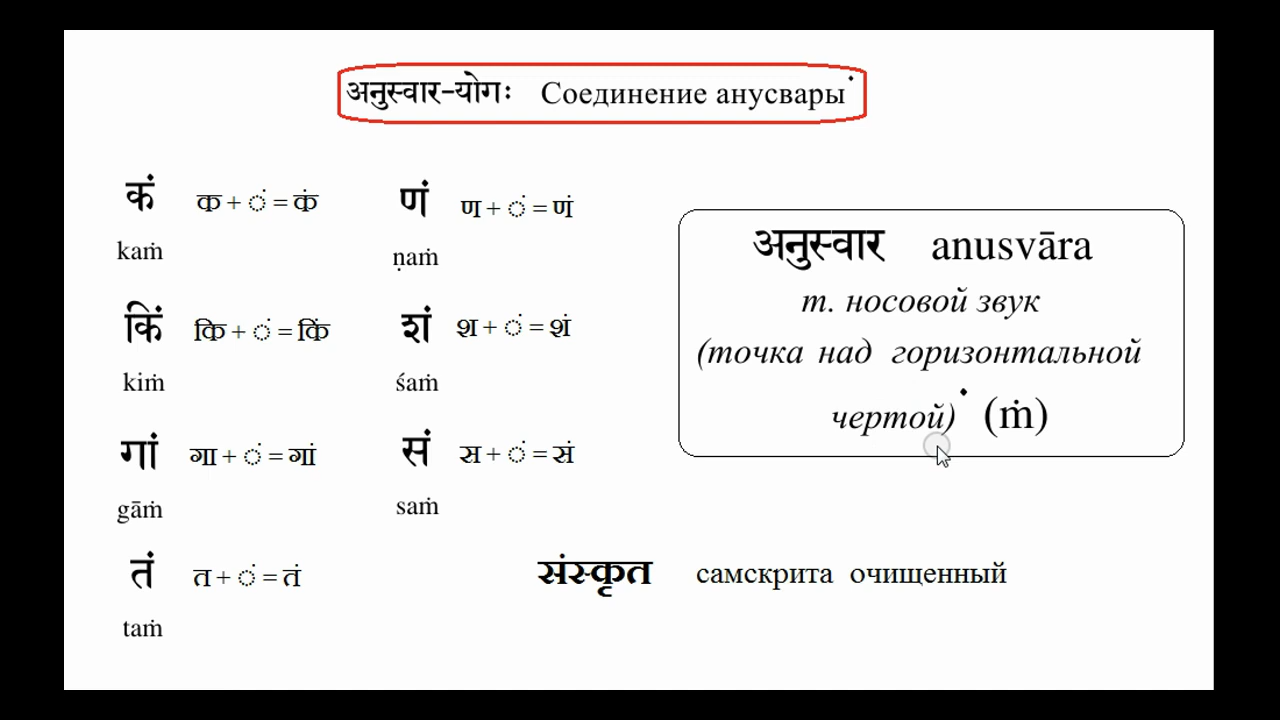 अनुस्वार-योगः Соединение анусвары ं
कं क + ं = कं
kaṁ
किं कि + ं = किं
kiṁ
गां गा + ं = गां
gāṁ
तं त + ं = तं
taṁ
णं ण + ं = णं
ṇaṁ
शं श + ं = शं
śaṁ
सं स + ं = सं
saṁ
अनुस्वार anusvāra
т. носовой звук
(точка над горизонтальной
чертой) ं (ṁ)
संस्कृत самскрита очищенный